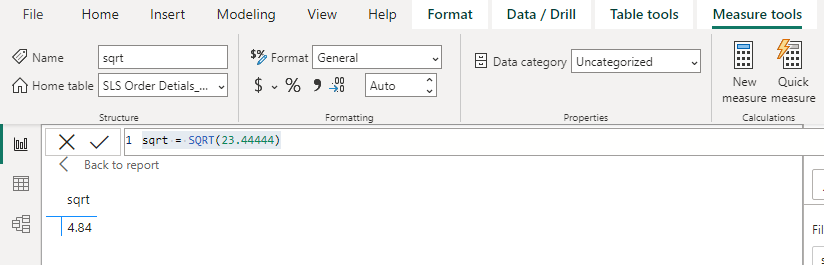 File Home Insert Modeling View Help Format Data / Drill Table tools Measure tools
Name sqrt
Home table SLS Order Detials_...
Structure
$% Format General
$ % 9 .00 →.0 Auto
Formatting
Data category Uncategorized
Properties
New measure
Quick measure
Calculations
1 sqrt = SQRT(23.44444)
Back to report
sqrt
4.84
Fil